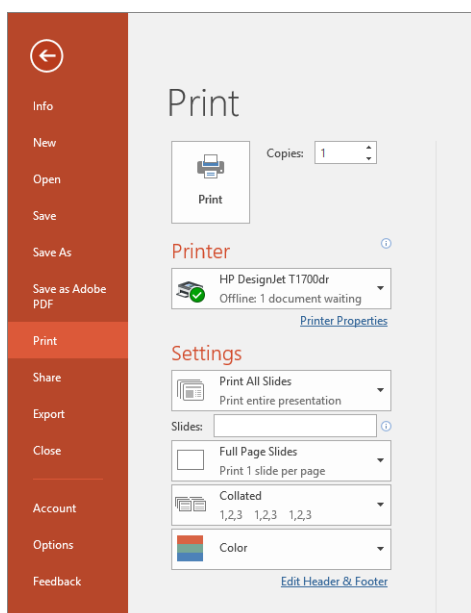 Info
New
Open
Save
Save As
Save as Adobe
PDF
Print
Share
Export
Close
Account
Options
Feedback
Print
Copies: 1
Print
Printer
HP DesignJet T1700dr
Offline: 1 document waiting
Printer Properties
Settings
Print All Slides
Print entire presentation
Slides:
Full Page Slides
Print 1 slide per page
Collated
1,2,3 1,2,3 1,2,3
Color
Edit Header & Footer